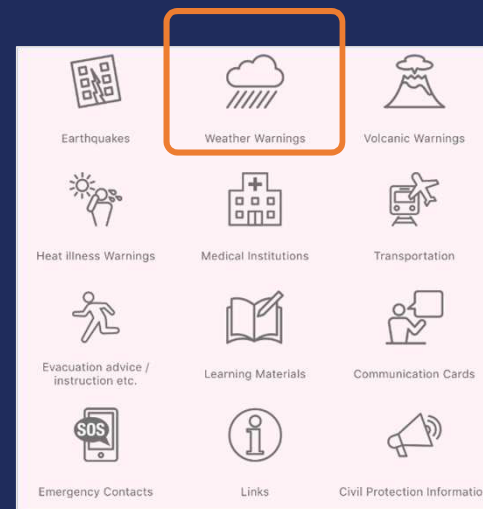 Earthquakes
Weather Warnings
Volcanic Warnings
Heat illness Warnings
Medical Institutions
Transportation
Evacuation advice /
instruction etc.
Learning Materials
Communication Cards
SOS
Emergency Contacts
Links
Civil Protection Informatio